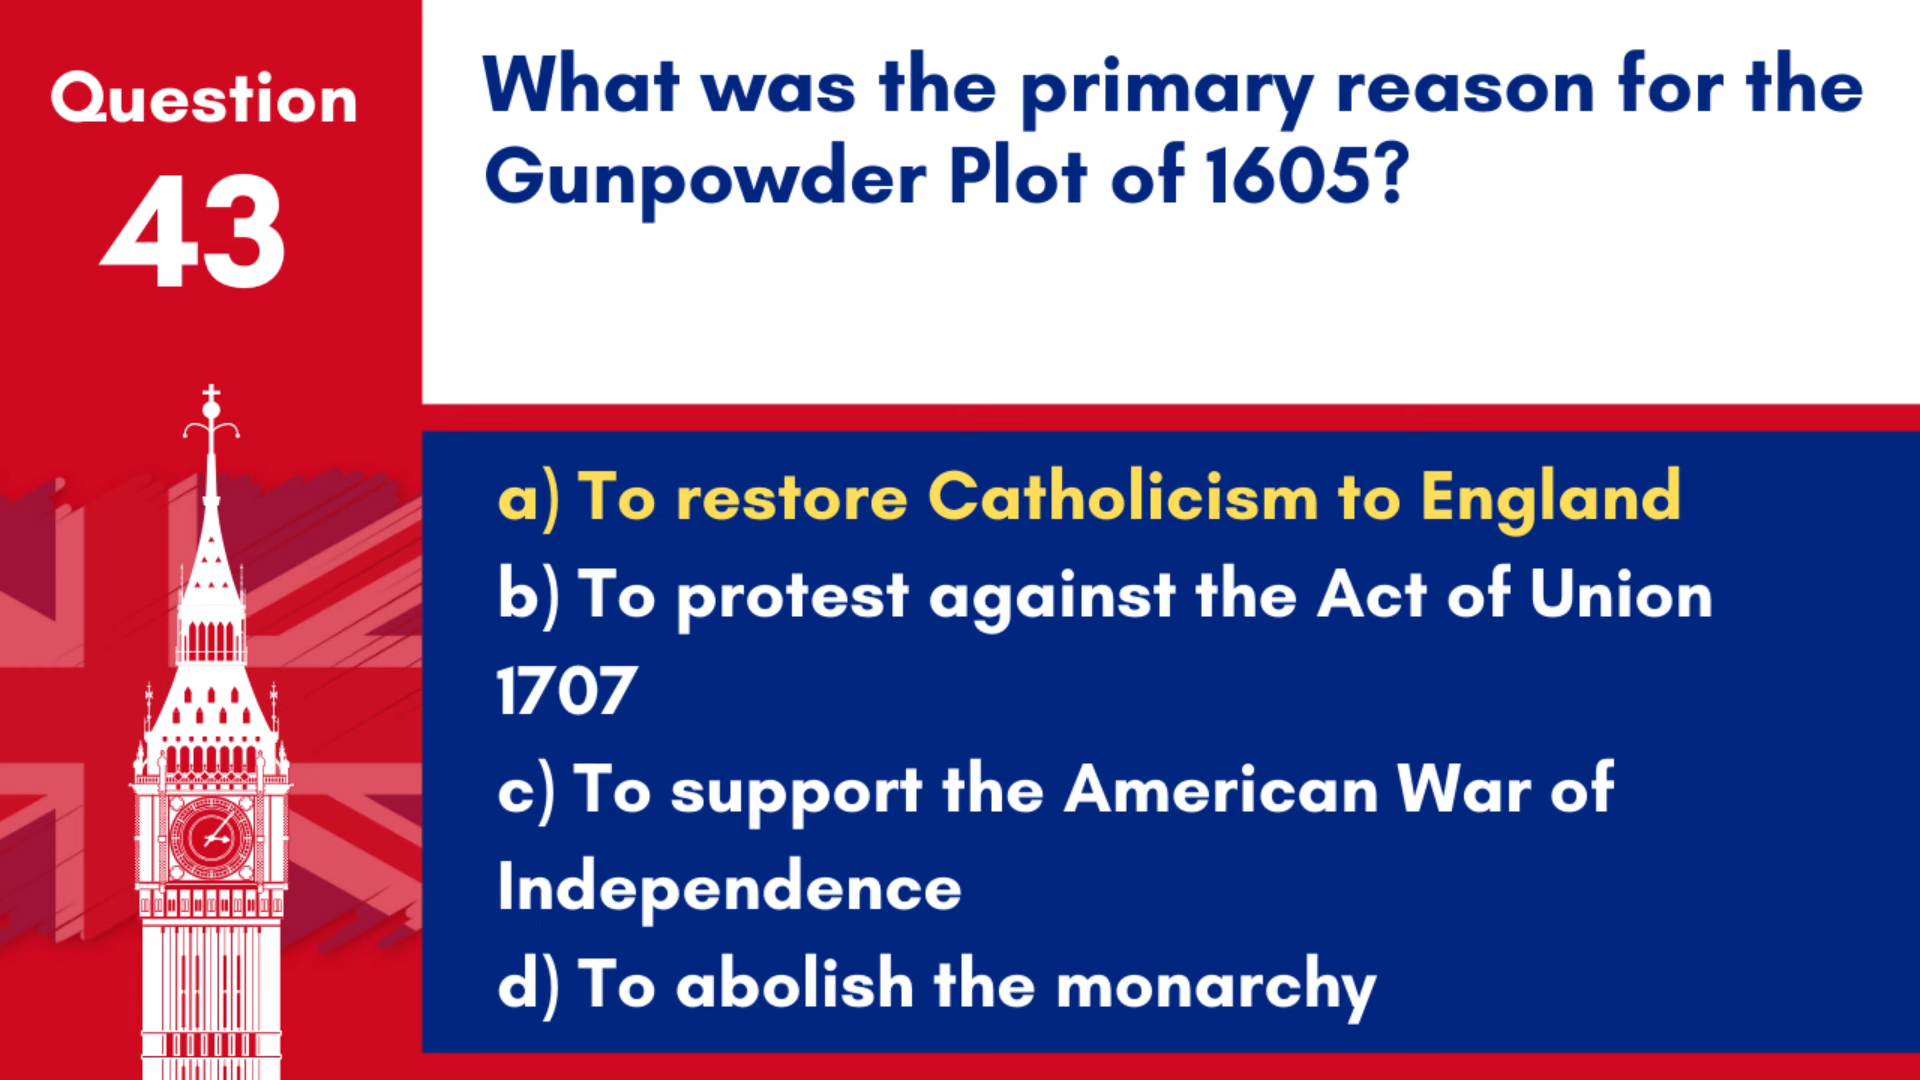 Question
43
What was the primary reason for the
Gunpowder Plot of 1605?
a) To restore Catholicism to England
b) To protest against the Act of Union
1707
c) To support the American War of
Independence
d) To abolish the monarchy